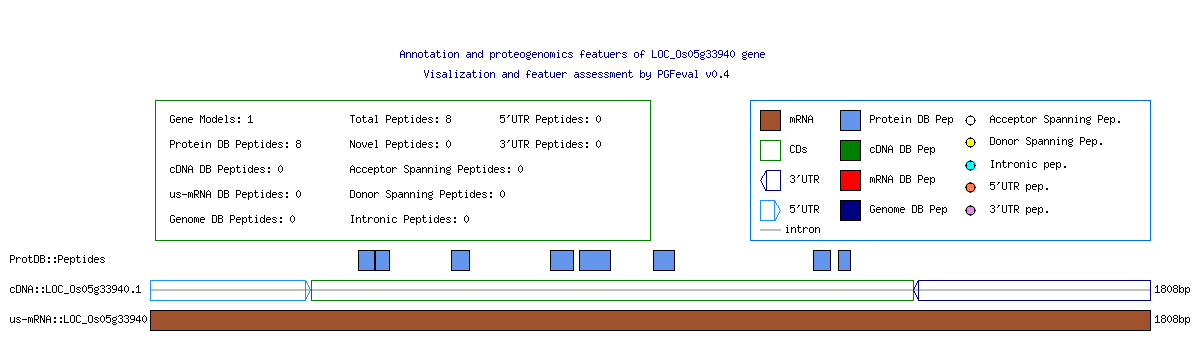 Annotation and proteogenomics featuers of LOC_Os05g33940 gene
Visalization and featuer assessment by PGFeval v0.4
Gene Models: 1 Total Peptides: 8 5'UTR Peptides: 0
Protein DB Peptides: 8 Novel Peptides: 0 3'UTR Peptides: 0
cDNA DB Peptides: 0 Acceptor Spanning Peptides: 0
us-mRNA DB Peptides: 0 Donor Spanning Peptides: 0
Genome DB Peptides: 0 Intronic Peptides: 0
mRNA Protein DB Pep Acceptor Spanning Pep.
CDs cDNA DB Pep Donor Spanning Pep.
3'UTR mRNA DB Pep Intronic pep.
5'UTR Genome DB Pep 5'UTR pep.
intron 3'UTR pep.
ProtDB::Peptides
cDNA::LOC_Os05g33940.1 1808bp
us-mRNA::LOC_Os05g33940 1808bp